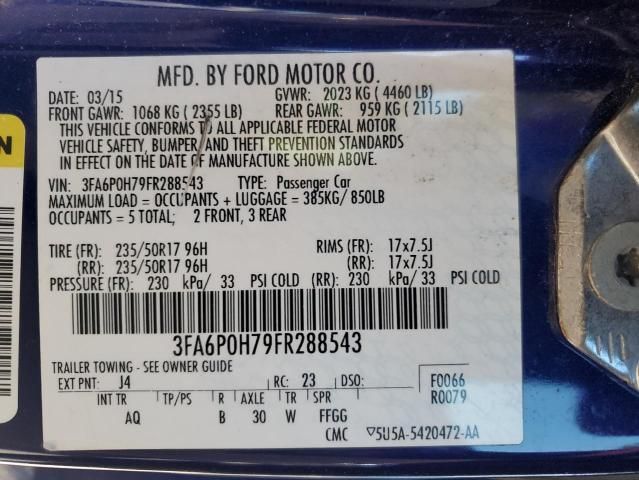 MFD. BY FORD MOTOR CO.
DATE: 03/15 GVWR: 2023 KG ( 4460 LB)
FRONT GAWR: 1068 KG ( 2355 LB) REAR GAWR: 959 KG ( 2115 LB)
THIS VEHICLE CONFORMS TO ALL APPLICABLE FEDERAL MOTOR
VEHICLE SAFETY, BUMPER, AND THEFT PREVENTION STANDARDS
IN EFFECT ON THE DATE OF MANUFACTURE SHOWN ABOVE.
VIN: 3FA6P0H79FR288543 TYPE: Passenger Car
MAXIMUM LOAD = OCCUPANTS + LUGGAGE = 385KG/ 850LB
OCCUPANTS = 5 TOTAL; 2 FRONT, 3 REAR
TIRE (FR): 235/50R17 96H RIMS (FR): 17x7.5J
(RR): 235/50R17 96H (RR): 17x7.5J
PRESSURE (FR): 230 kPa/ 33 PSI COLD (RR): 230 kPa/ 33 PSI COLD
3FA6P0H79FR288543
TRAILER TOWING - SEE OWNER GUIDE
EXT PNT: J4 RC: 23 DSO: F0066
INT TR TP/PS R AXLE TR SPR R0079
AQ B 30 W FFGG
CMC ▽5U5A-5420472-AA